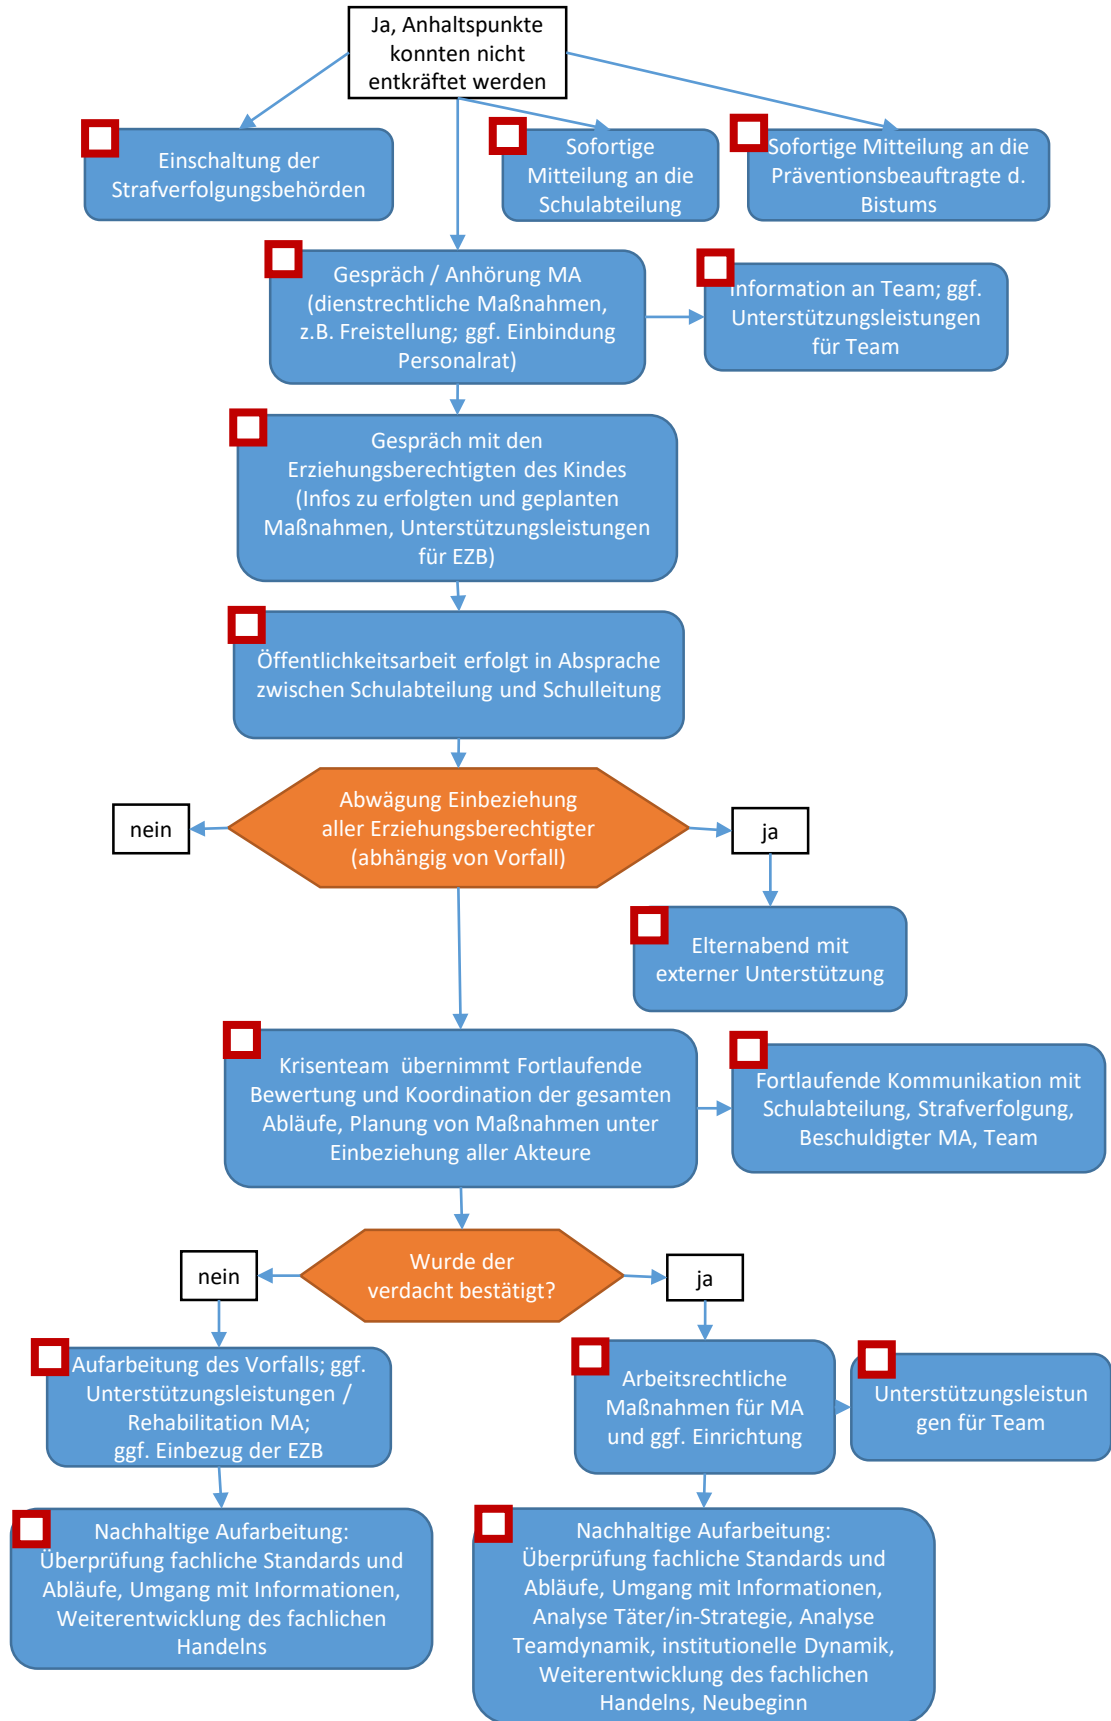 Ja, Anhaltspunkte
konnten nicht
entkräftet werden
Einschaltung der
Strafverfolgungsbehörden
Sofortige
Mitteilung an die
Schulabteilung
Sofortige Mitteilung an die
Präventionsbeauftragte d.
Bistums
Gespräch / Anhörung MA
(dienstrechtliche Maßnahmen,
z.B. Freistellung; ggf. Einbindung
Personalrat)
Information an Team; ggf.
Unterstützungsleistungen
für Team
Gespräch mit den
Erziehungsberechtigten des Kindes
(Infos zu erfolgten und geplanten
Maßnahmen, Unterstützungsleistungen
für EZB)
Öffentlichkeitsarbeit erfolgt in Absprache
zwischen Schulabteilung und Schulleitung
Abwägung Einbeziehung
aller Erziehungsberechtigter
(abhängig von Vorfall)
nein
ja
Elternabend mit
externer Unterstützung
Krisenteam  übernimmt Fortlaufende
Bewertung und Koordination der gesamten
Abläufe, Planung von Maßnahmen unter
Einbeziehung aller Akteure
Fortlaufende Kommunikation mit
Schulabteilung, Strafverfolgung,
Beschuldigter MA, Team
Wurde der
verdacht bestätigt?
nein
ja
Aufarbeitung des Vorfalls; ggf.
Unterstützungsleistungen /
Rehabilitation MA;
ggf. Einbezug der EZB
Arbeitsrechtliche
Maßnahmen für MA
und ggf. Einrichtung
Unterstützungsleistun
gen für Team
Nachhaltige Aufarbeitung:
Überprüfung fachliche Standards und
Abläufe, Umgang mit Informationen,
Weiterentwicklung des fachlichen
Handelns
Nachhaltige Aufarbeitung:
Überprüfung fachliche Standards und
Abläufe, Umgang mit Informationen,
Analyse Täter/in-Strategie, Analyse
Teamdynamik, institutionelle Dynamik,
Weiterentwicklung des fachlichen
Handelns, Neubeginn